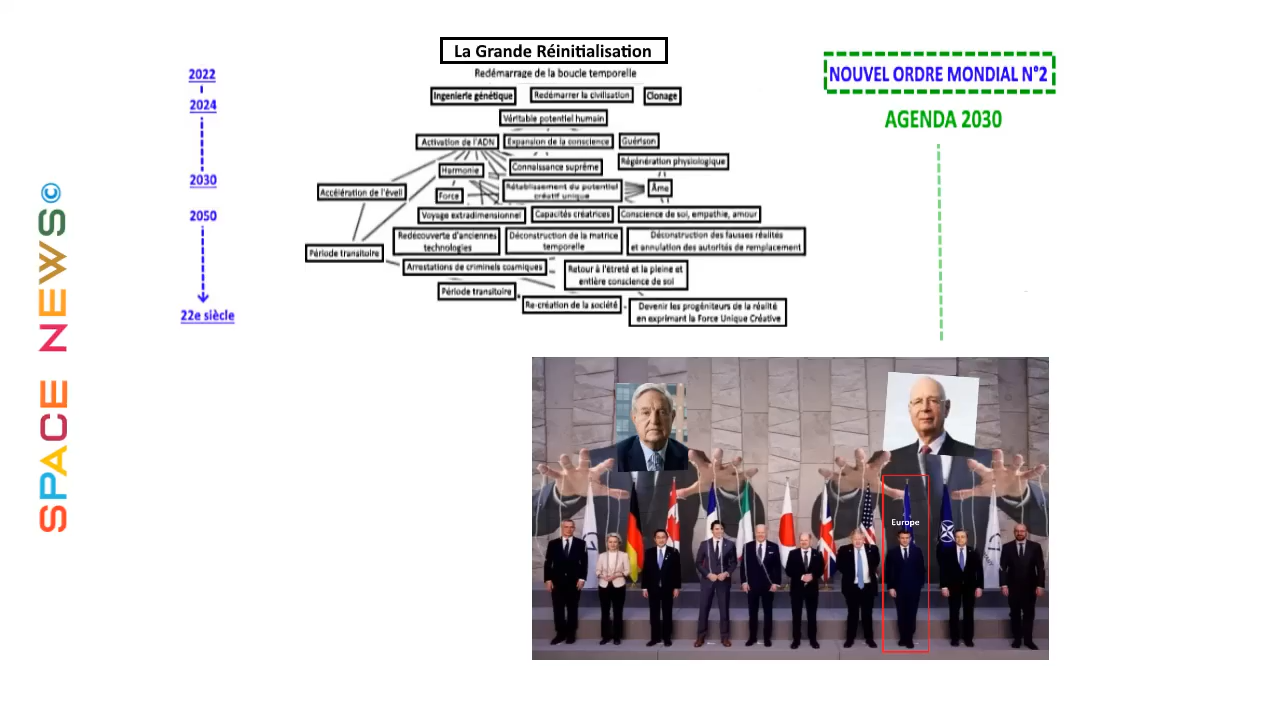 SPACE NEWS©
2022
2024
2030
2050
22e siècle
La Grande Réinitialisation
Redémarrage de la boucle temporelle
Ingenierie génétique
Redémarrer la civilisation
Clonage
Véritable potentiel humain
Activation de l'ADN
Expansion de la conscience
Guérison
Harmonie
Connaissance suprême
Régénération physiologique
Accélération de l'éveil
Force
Rétablissement du potentiel
créatif unique
Âme
Voyage extradimensionnel
Capacités créatrices
Conscience de soi, empathie, amour
Redécouverte d'anciennes
technologies
Déconstruction de la matrice
temporelle
Déconstruction des fausses réalités
et annulation des autorités de remplacement
Période transitoire
Arrestations de criminels cosmiques
Retour à l'êtreté et la pleine et
entière conscience de soi
Période transitoire
Re-création de la société
Devenir les progéniteurs de la réalité
en exprimant la Force Unique Créative
NOUVEL ORDRE MONDIAL N°2
AGENDA 2030
Europe